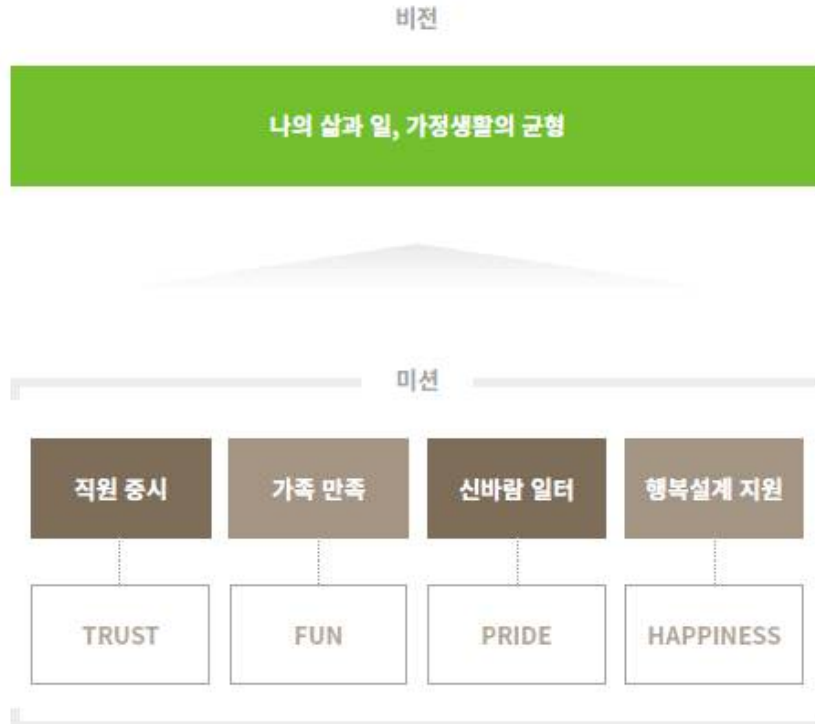 비전
나의 삶과 일, 가정생활의 균형
미션
직원 중시
가족 만족
신바람 일터
행복설계 지원
TRUST
FUN
PRIDE
HAPPINESS